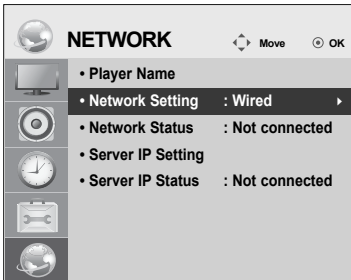 NETWORK Move OK
• Player Name
• Network Setting : Wired
• Network Status : Not connected
• Server IP Setting
• Server IP Status : Not connected